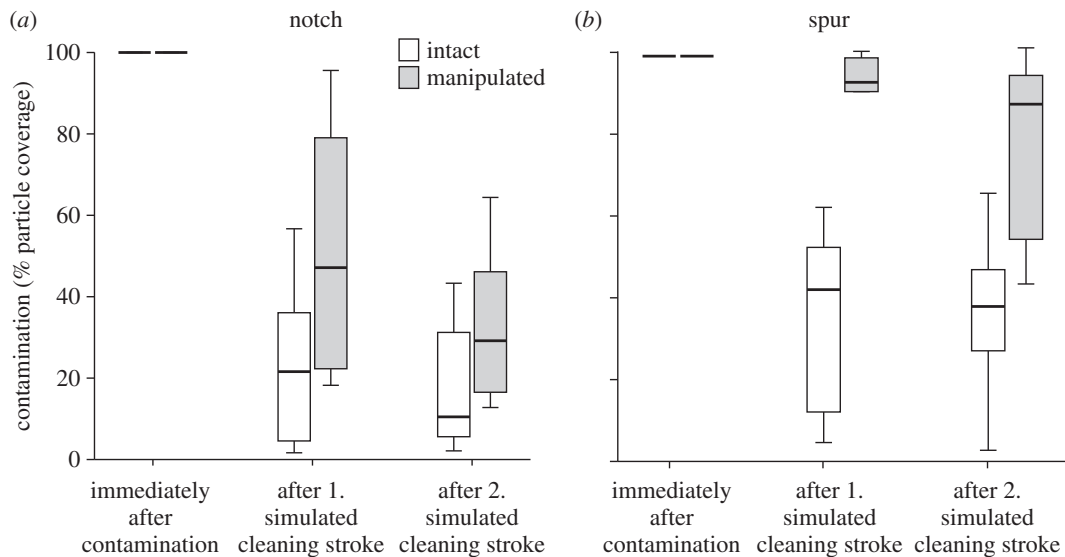 (a) notch
(b) spur
intact
manipulated
contamination (% particle coverage)
100
80
60
40
20
0
immediately
after
contamination
after 1.
simulated
cleaning stroke
after 2.
simulated
cleaning stroke
immediately
after
contamination
after 1.
simulated
cleaning stroke
after 2.
simulated
cleaning stroke